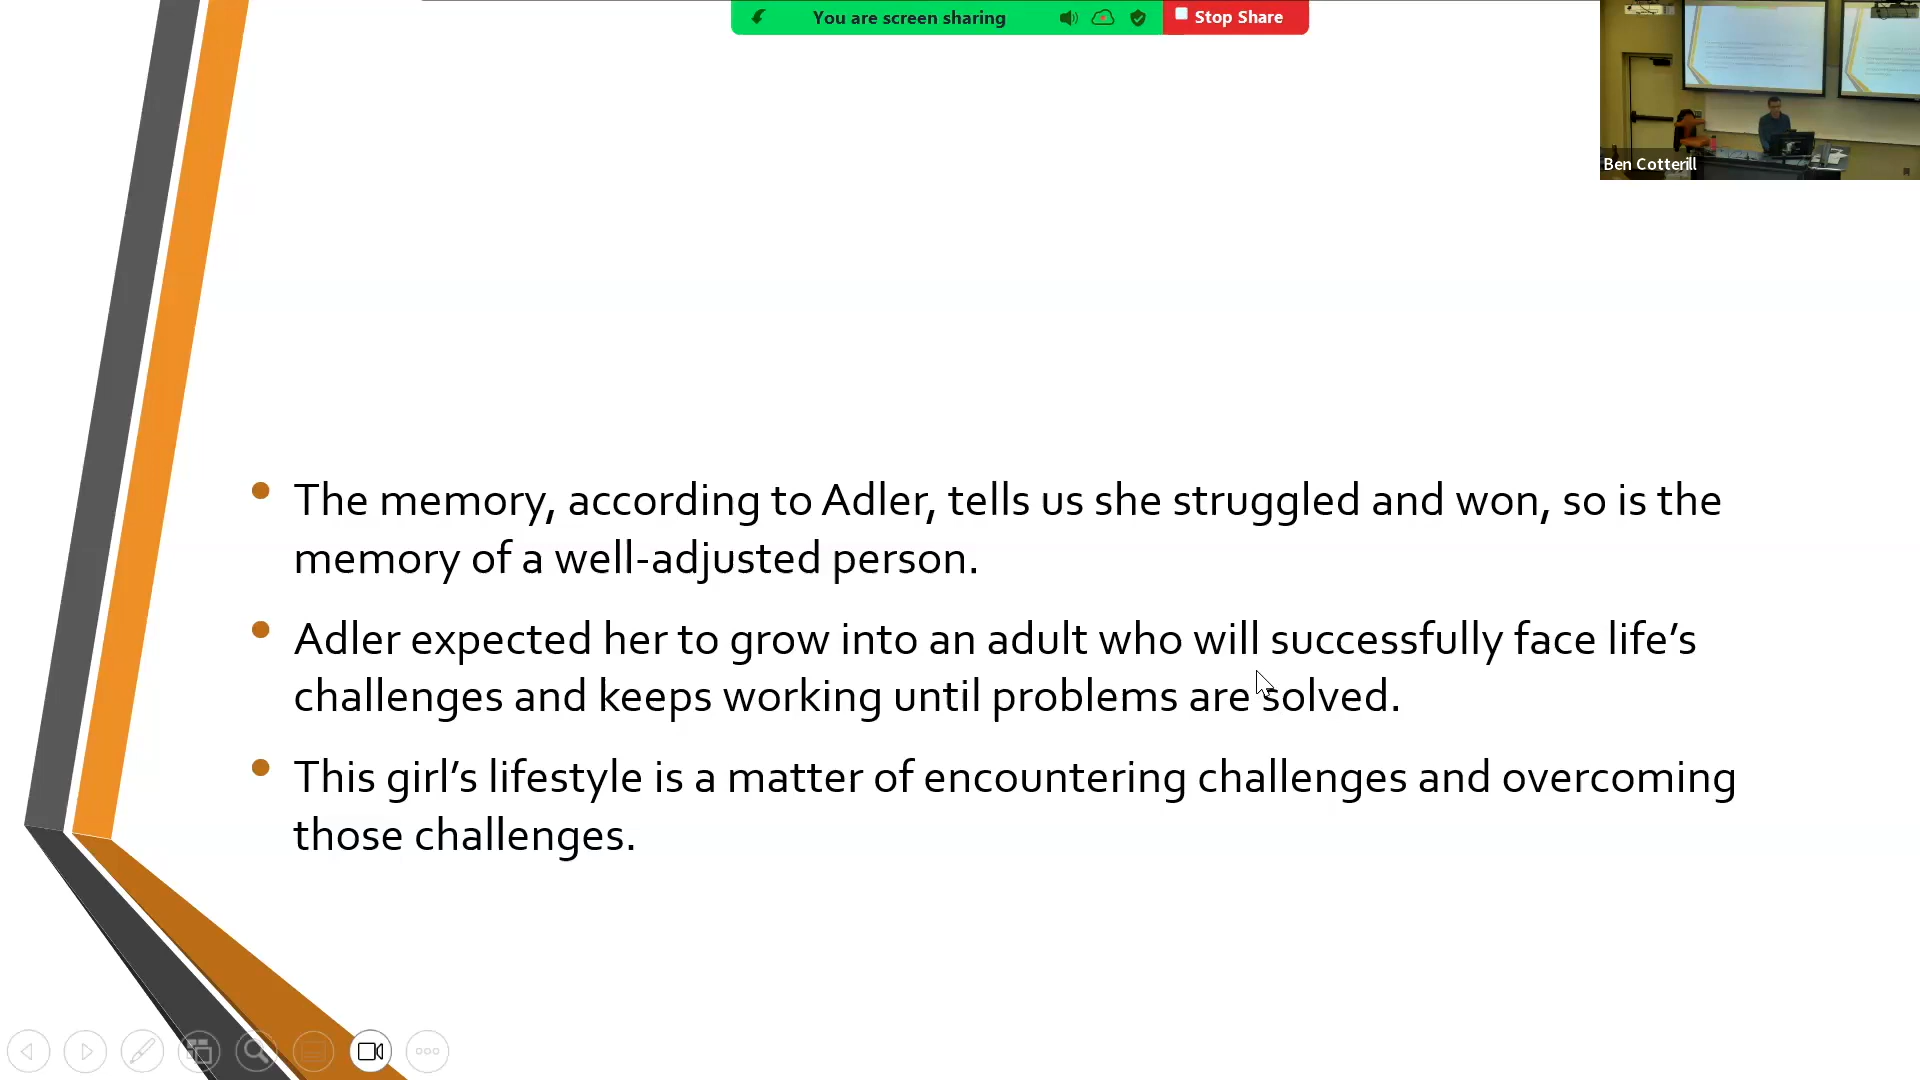 You are screen sharing
Stop Share
Ben Cotterill
The memory, according to Adler, tells us she struggled and won, so is the
memory of a well-adjusted person.
Adler expected her to grow into an adult who will successfully face life’s
challenges and keeps working until problems are solved.
This girl’s lifestyle is a matter of encountering challenges and overcoming
those challenges.